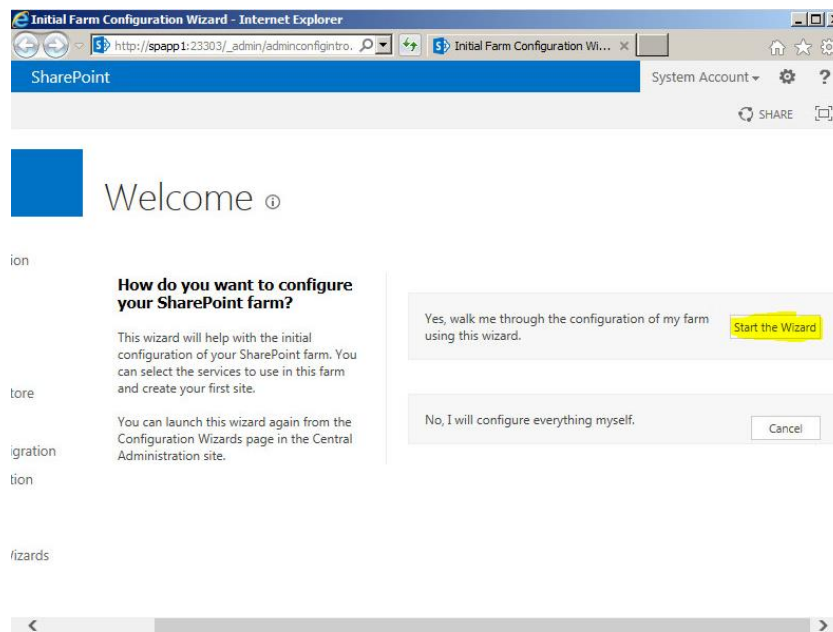 Initial Farm Configuration Wizard - Internet Explorer
http://spapp1:23303/_admin/adminconfigintro.
Initial Farm Configuration Wi...
SharePoint
System Account
?
SHARE
Welcome
ion
How do you want to configure
your SharePoint farm?
This wizard will help with the initial
configuration of your SharePoint farm. You
can select the services to use in this farm
and create your first site.
You can launch this wizard again from the
Configuration Wizards page in the Central
Administration site.
Yes, walk me through the configuration of my farm
using this wizard.
Start the Wizard
No, I will configure everything myself.
Cancel
tore
igration
tion
izards